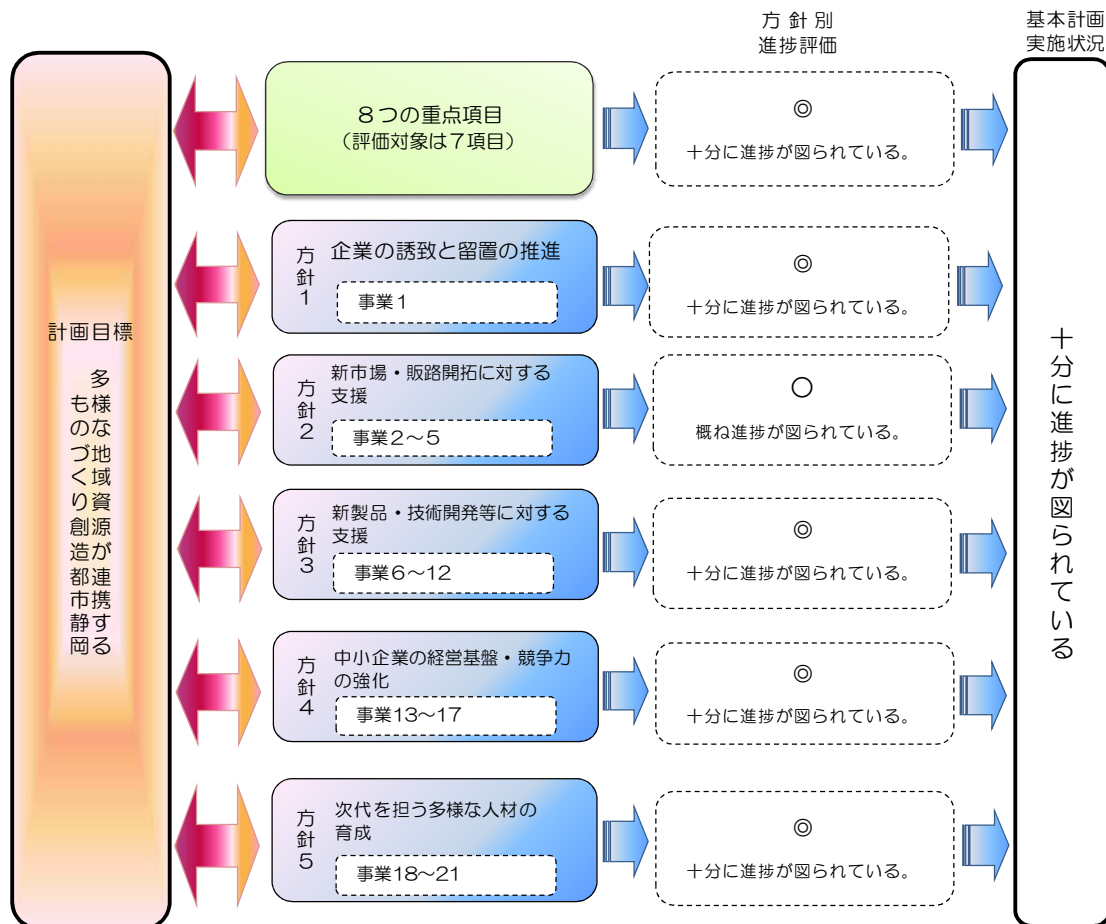 方針別
進捗評価
基本計画
実施状況
計画目標
多様な地域資源が連携する
ものづくり創造都市静岡
８つの重点項目
（評価対象は７項目）
◎
十分に進捗が図られている。
方針１
企業の誘致と留置の推進
事業１
◎
十分に進捗が図られている。
方針２
新市場・販路開拓に対する
支援
事業２～５
○
概ね進捗が図られている。
方針３
新製品・技術開発等に対する
支援
事業６～12
◎
十分に進捗が図られている。
方針４
中小企業の経営基盤・競争力
の強化
事業13～17
◎
十分に進捗が図られている。
方針５
次代を担う多様な人材の
育成
事業18～21
◎
十分に進捗が図られている。
十分に進捗が図られている